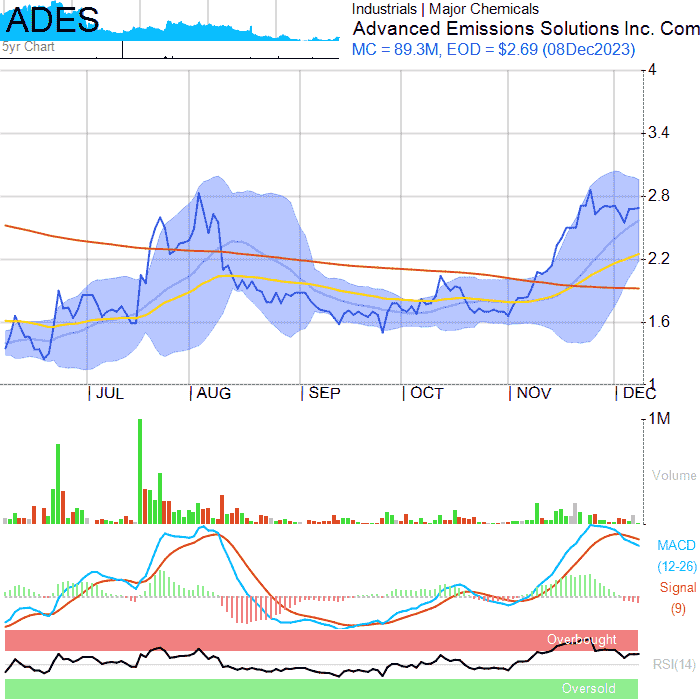 ADES
5yr Chart
Industrials | Major Chemicals
Advanced Emissions Solutions Inc. Com
MC = 89.3M, EOD = $2.69 (08Dec2023)
4
3.4
2.8
2.2
1.6
1
JUL AUG SEP OCT NOV DEC
1M
Volume
MACD
(12-26)
Signal
(9)
Overbought
RSI(14)
Oversold